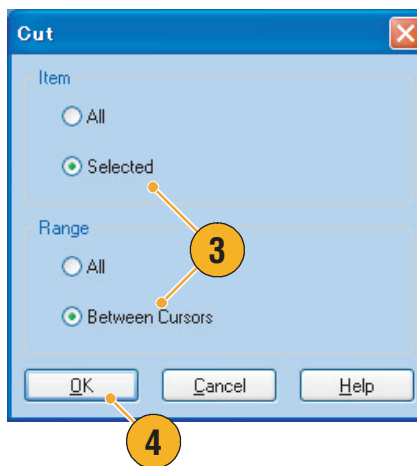 Cut
Item
All
Selected
3
Range
All
Between Cursors
OK Cancel Help
4